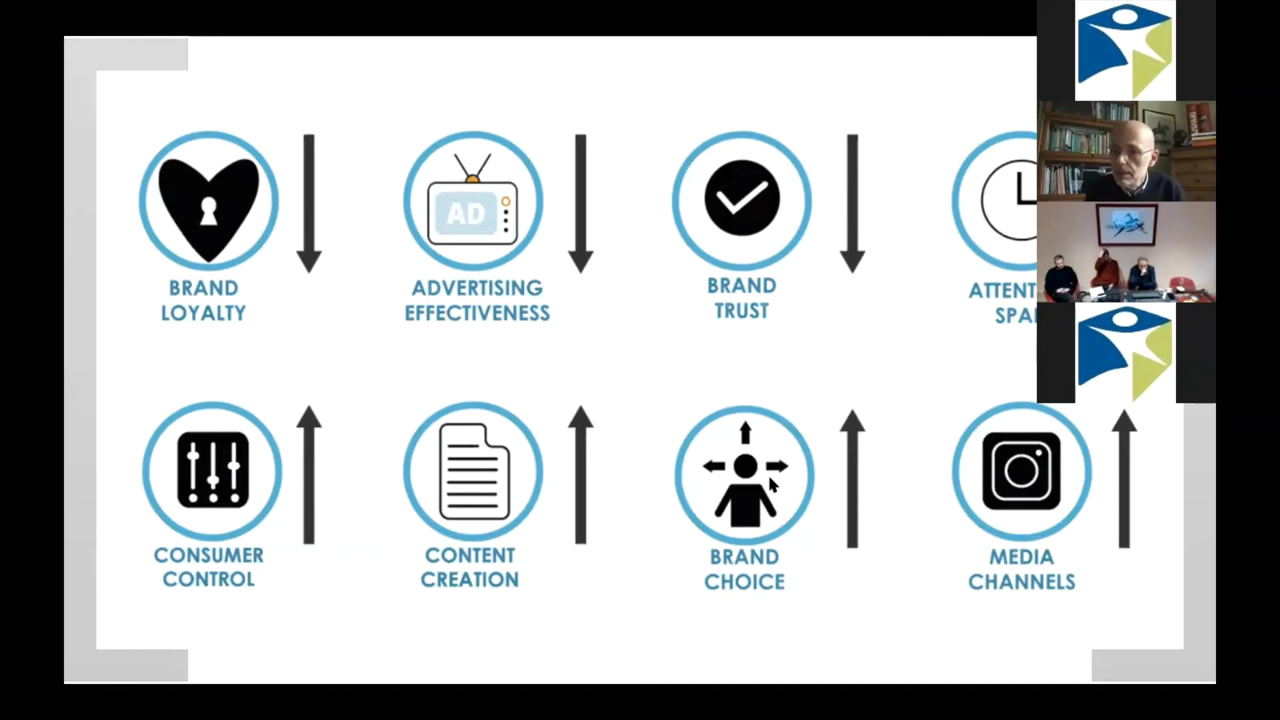 AD
BRAND
LOYALTY
ADVERTISING
EFFECTIVENESS
BRAND
TRUST
CONSUMER
CONTROL
CONTENT
CREATION
BRAND
CHOICE
MEDIA
CHANNELS